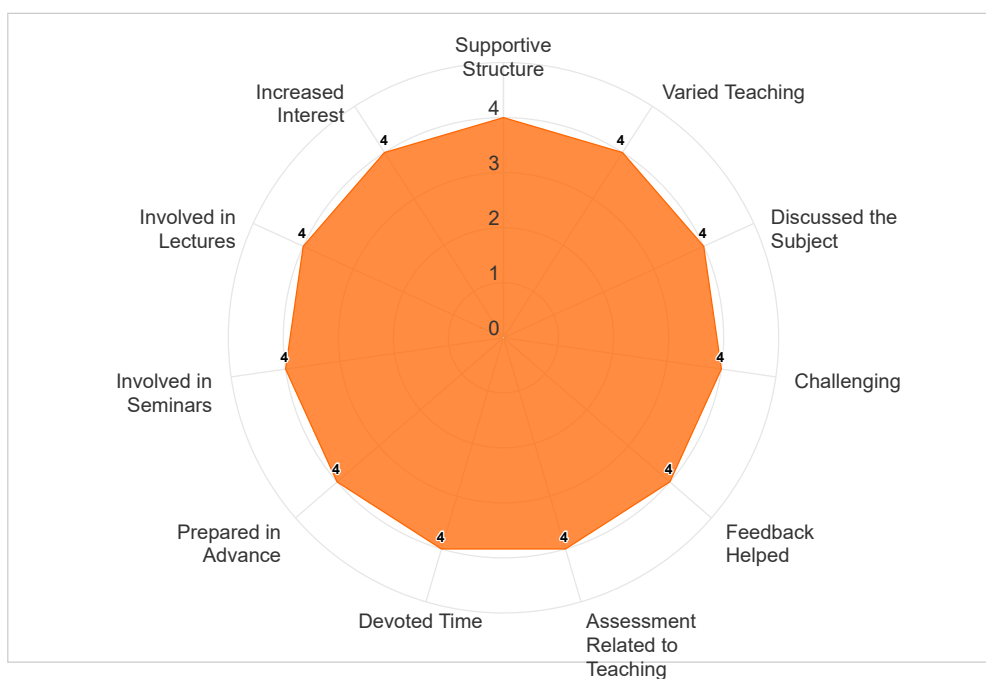 Supportive
Structure
Increased
Interest
Varied Teaching
4
4
4
3
Involved in
Lectures
4
2
4
Discussed the
Subject
1
0
Involved in
Seminars
4
4
Challenging
Prepared in
Advance
4
4
Feedback
Helped
4
4
Devoted Time
Assessment
Related to
Teaching